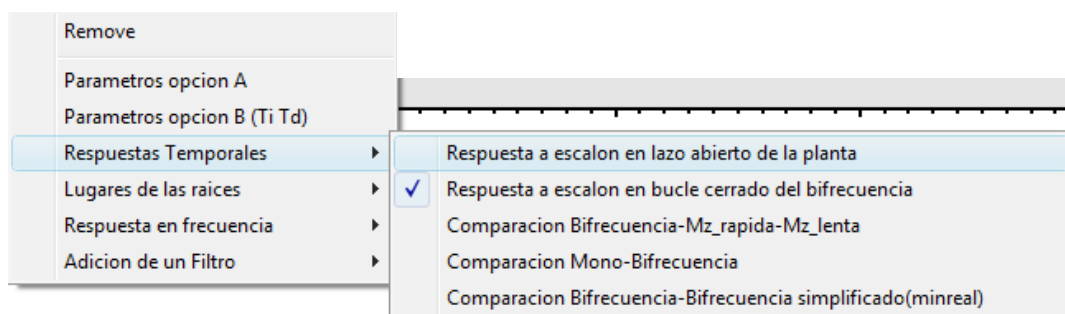 Remove
Parametros opcion A
Parametros opcion B (Ti Td)
Respuestas Temporales
Lugares de las raices
Respuesta en frecuencia
Adicion de un Filtro
Respuesta a escalon en lazo abierto de la planta
Respuesta a escalon en bucle cerrado del bifrecuencia
Comparacion Bifrecuencia-Mz_rapida-Mz_lenta
Comparacion Mono-Bifrecuencia
Comparacion Bifrecuencia-Bifrecuencia simplificado(minreal)